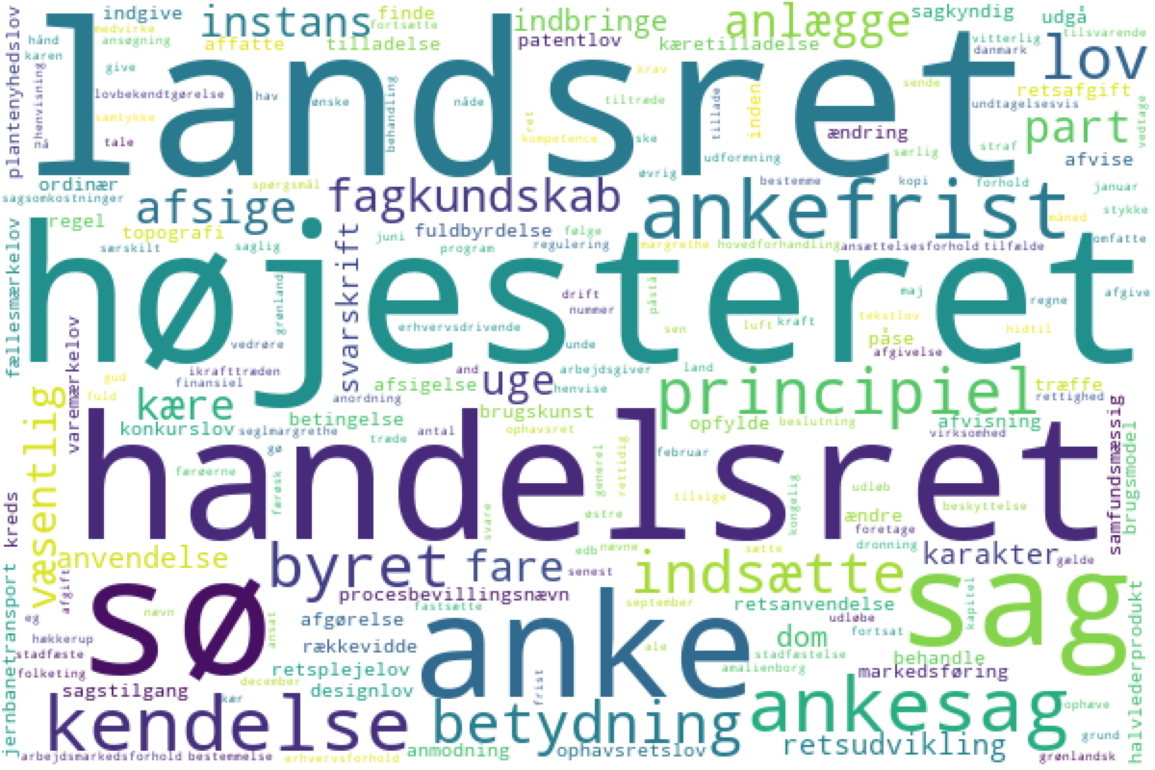 landsret
højesteret
handelsret
sø
sag
anke
ankesag
ankefrist
kendelse
betydning
principiel
indsætte
byret
fare
lov
part
anlægge
instans
fagkundskab
afsige
kære
uge
væsentlig
svarskrift
indbringe
dom
karakter
retsudvikling
anvendelse
indgive
affatte
finde
fortsætte
tilladelse
patentlov
kæretilladelse
sagkyndig
udgå
tilsvarende
vitterlig
danmark
retsafgift
undtagelsesvis
plantenyhedslov
hånd
medvirke
ansøgning
karen
give
henvisning
lovbekendtgørelse
hav
ønske
samtykke
tale
nå
behandling
nåde
krav
tiltræde
ret
kompetence
ske
tillade
inden
sende
ændring
udformning
særlig
straf
afvise
vedtage
ordinær
spørgsmål
sagsomkostninger
øvrig
bestemme
kopi
forhold
januar
stykke
regel
topografi
særskilt
saglig
juni
fuldbyrdelse
følge
program
regulering
margrethe
hovedforhandling
ansættelsesforhold
tilfælde
måned
omfatte
fællesmærkelov
varemærkelov
grønland
vedrøre
erhvervsdrivende
drift
nummer
påstå
sen
luft
kraft
maj
tekstlov
regne
hidtil
afgive
påse
afgivelse
unde
ikrafttræden
finansiel
gud
fuld
and
afsigelse
anordning
arbejdsgiver
henvise
land
træffe
rettighed
konkurslov
betingelse
brugskunst
opfylde
beslutning
afvisning
seglmargrethe
træde
antal
ophavsret
virksomhed
gø
færøerne
færøsk
februar
generel
rettidig
tilsige
svare
østre
kongelig
udløb
beskyttelse
ændre
foretage
dronning
samfundsmæssig
brugsmodel
kreds
edb
nævne
sætte
senest
gælde
jernbanetransport
afgift
eg
nævn
procesbevillingsnævn
fastsætte
september
retsanvendelse
udløbe
fortsat
kapitel
hækkerup
stadfæste
folketing
ansat
afgørelse
rækkevidde
retsplejelov
designlov
sagstilgang
december
kær
frist
ale
stadfæstelse
amalienborg
behandle
markedsføring
ophæve
halvlederprodukt
arbejdsmarkedsforhold
bestemmelse
erhvervsforhold
anmodning
ophavsretslov
grund
grønlandsk